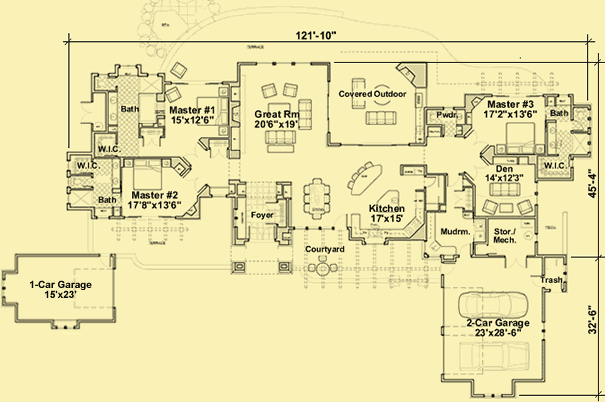 121'-10"
Bath
Master #1
15'x12'6"
W.I.C.
Great Rm
20'6"x19'
Covered Outdoor
Pwdr.
Master #3
17'2"x13'6"
Bath
W.I.C.
Bath
Master #2
17'8"x13'6"
Foyer
Kitchen
17'x15'
Den
14'x12'3"
W.I.C.
45'-4"
Courtyard
Mudrm.
Stor./
Mech.
1-Car Garage
15'x23'
Trash
2-Car Garage
23'x28'-6"
32'-6"